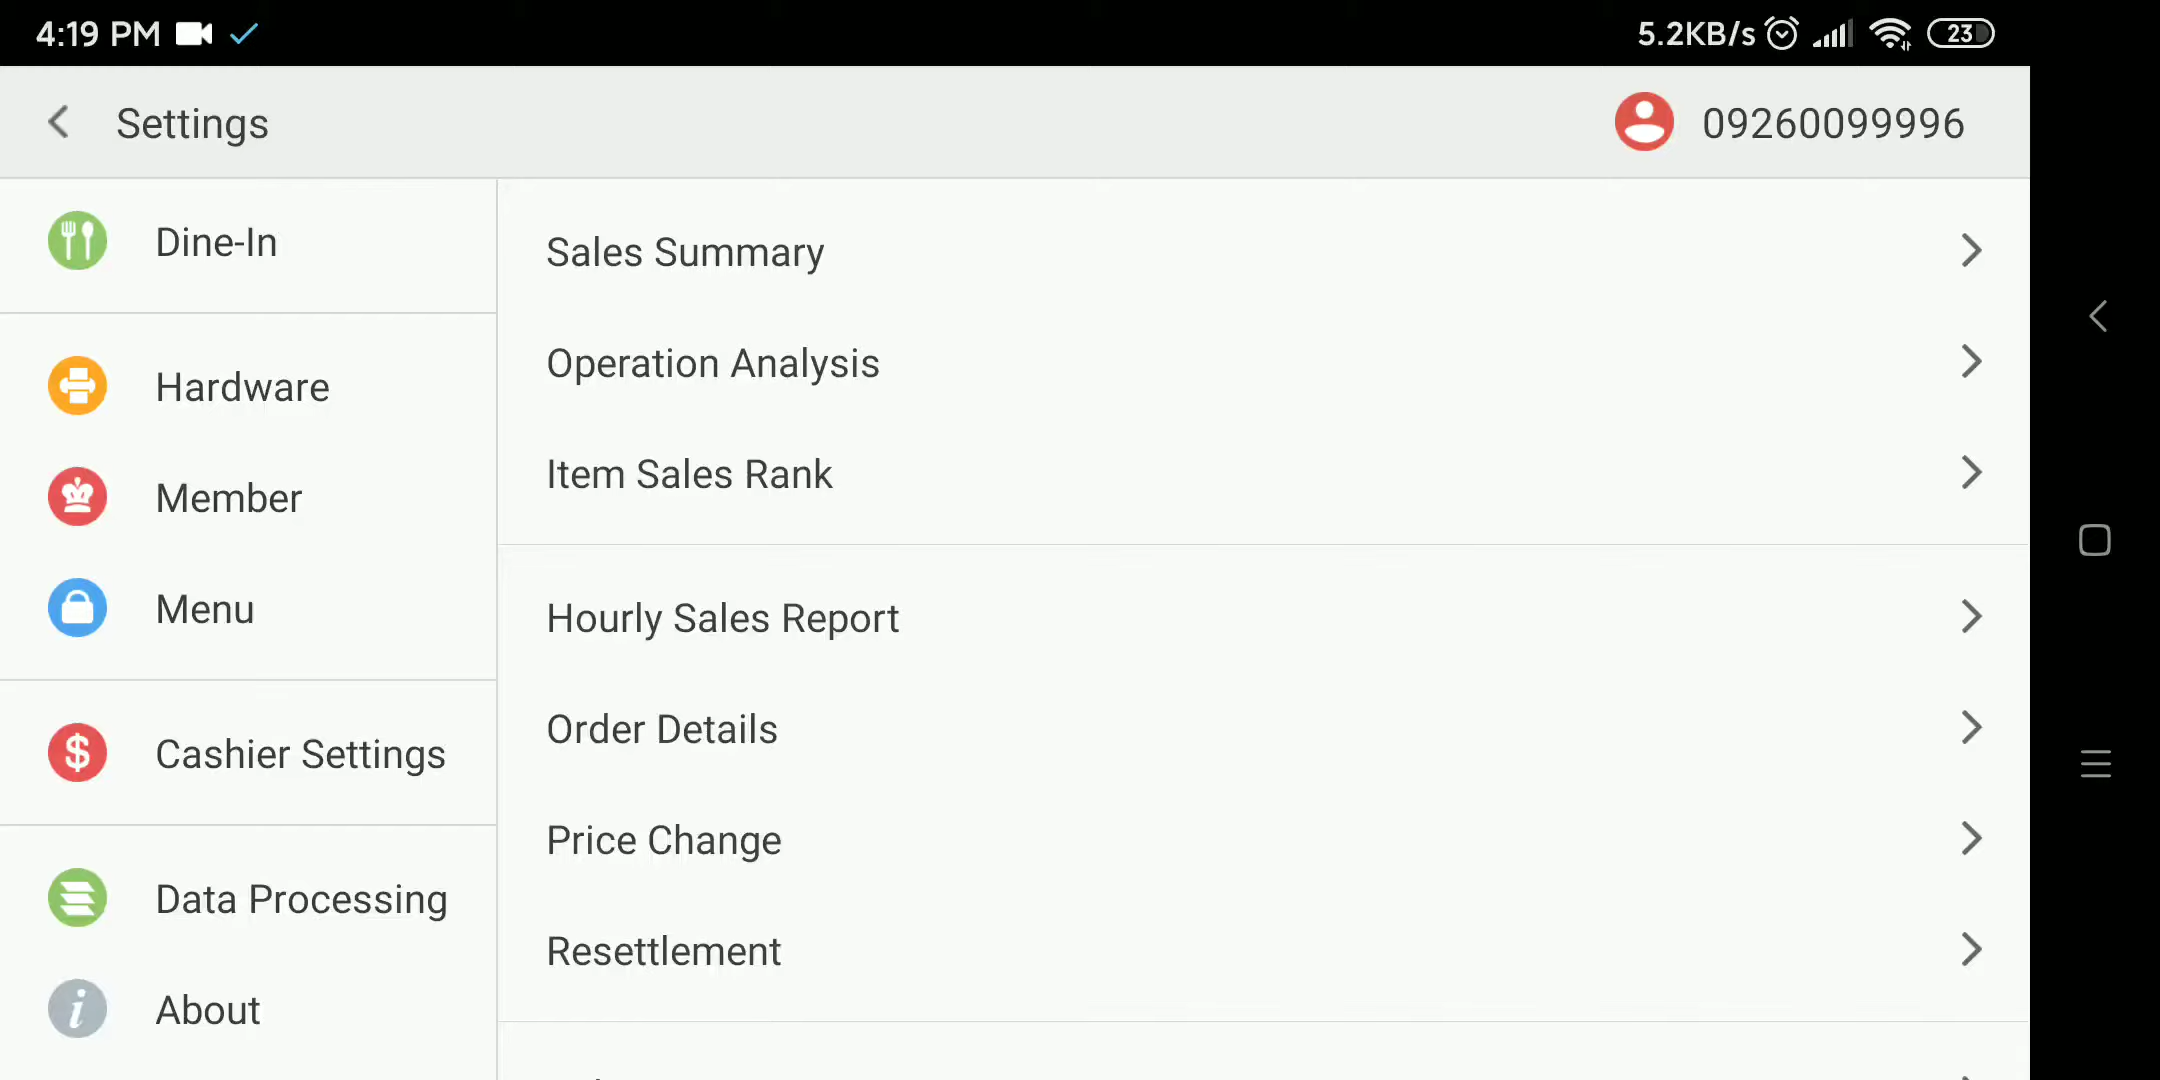 4:19 PM
5.2KB/s
23
Settings
09260099996
Dine-In
Hardware
Member
Menu
Cashier Settings
Data Processing
About
Sales Summary
Operation Analysis
Item Sales Rank
Hourly Sales Report
Order Details
Price Change
Resettlement